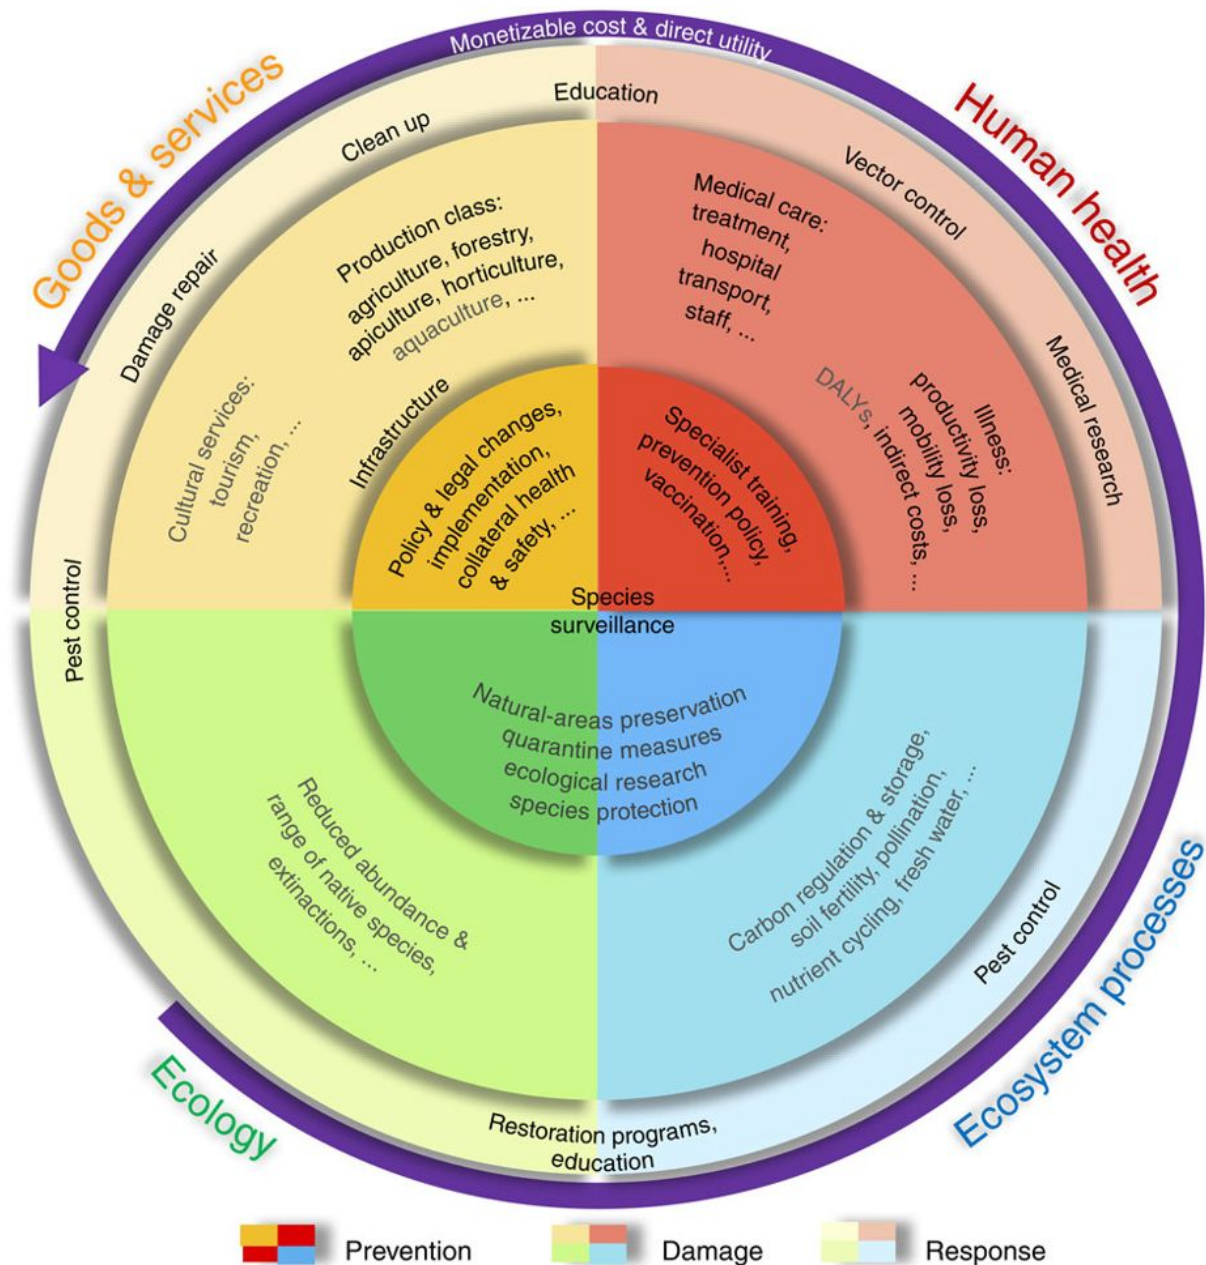 Monetizable cost & direct utility
Goods & services
Human health
Education
Clean up
Vector control
Damage repair
Medical research
Production class:
agriculture, forestry,
apiculture, horticulture,
aquaculture, ...
Medical care:
treatment,
hospital
transport,
staff, ...
Cultural services:
tourism,
recreation, ...
Infrastructure
Illness:
productivity loss,
mobility loss,
DALYs, indirect costs, ...
Policy & legal changes,
implementation,
collateral health
& safety, ...
Specialist training,
prevention policy,
vaccination,...
Pest control
Species
surveillance
Natural-areas preservation
quarantine measures
ecological research
species protection
Reduced abundance &
range of native species,
extinctions, ...
Carbon regulation & storage,
soil fertility, pollination,
nutrient cycling, fresh water, ...
Pest control
Ecology
Ecosystem processes
Restoration programs,
education
Prevention
Damage
Response